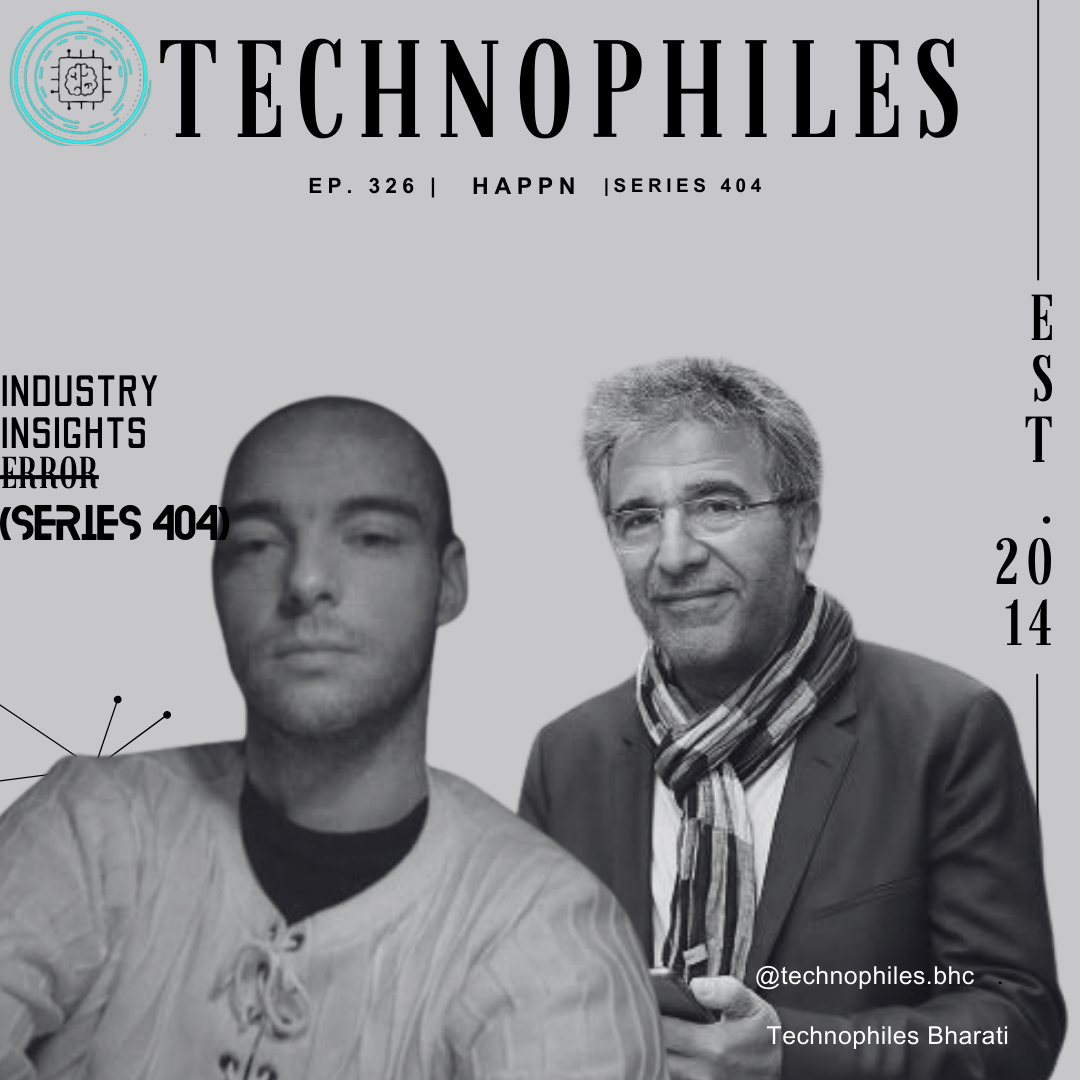 TECHNOPHILES
EP. 326 | HAPPN |SERIES 404
INDUSTRY
INSIGHTS
ERROR
(SERIES 404)
E
S
T
.
20
14
@technophiles.bhc
Technophiles Bharati